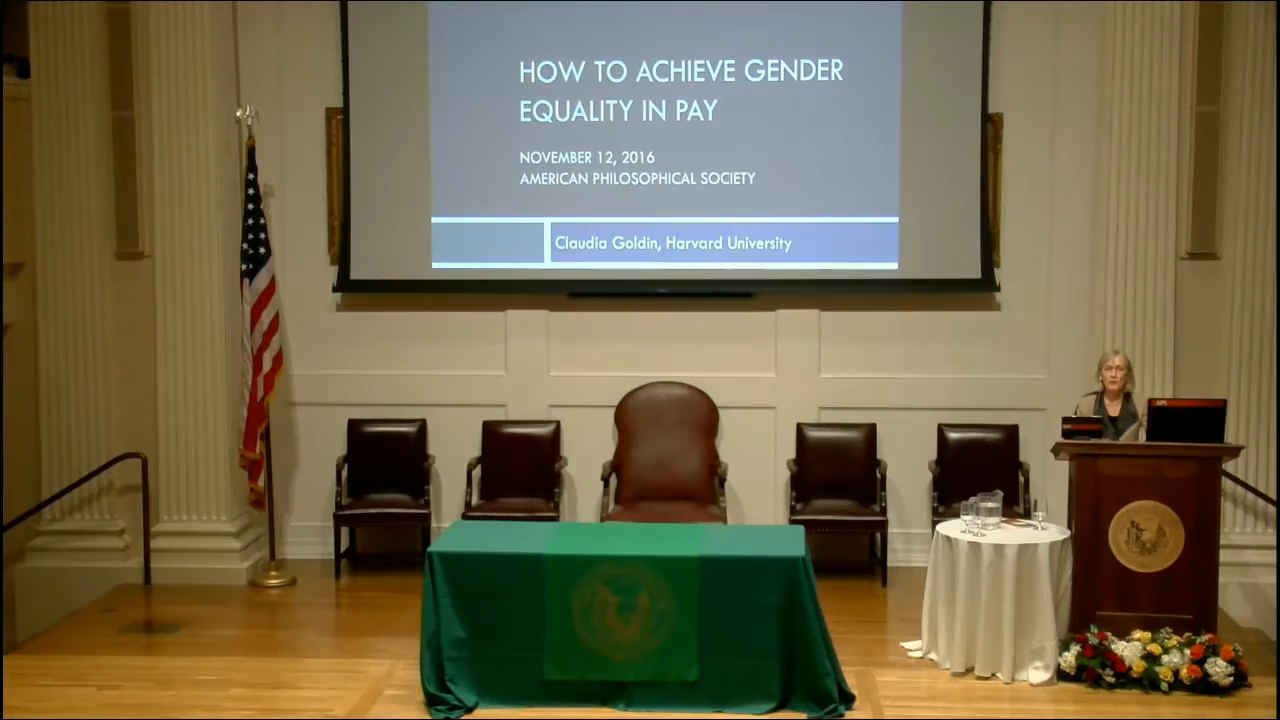 HOW TO ACHIEVE GENDER
EQUALITY IN PAY
NOVEMBER 12, 2016
AMERICAN PHILOSOPHICAL SOCIETY
Claudia Goldin, Harvard University